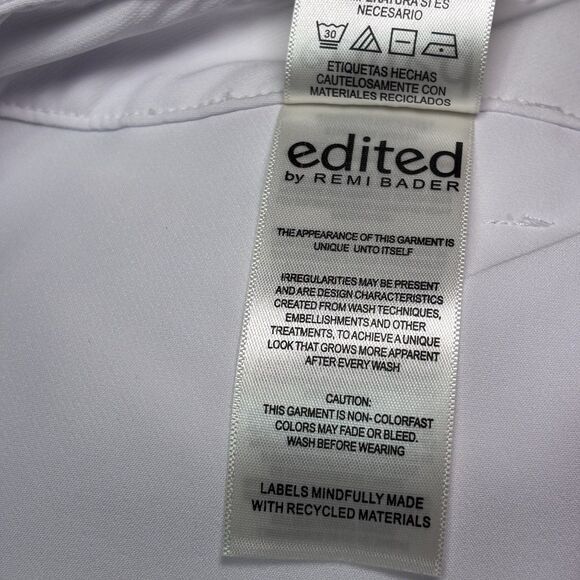 NECESARIO
30
ETIQUETAS HECHAS
CAUTELOSAMENTE CON
MATERIALES RECICLADOS
edited
by REMI BADER
THE APPEARANCE OF THIS GARMENT IS
UNIQUE UNTO ITSELF
IRREGULARITIES MAY BE PRESENT
AND ARE DESIGN CHARACTERISTICS
CREATED FROM WASH TECHNIQUES,
EMBELLISHMENTS AND OTHER
TREATMENTS, TO ACHIEVE A UNIQUE
LOOK THAT GROWS MORE APPARENT
AFTER EVERY WASH
CAUTION:
THIS GARMENT IS NON- COLORFAST
COLORS MAY FADE OR BLEED.
WASH BEFORE WEARING
LABELS MINDFULLY MADE
WITH RECYCLED MATERIALS